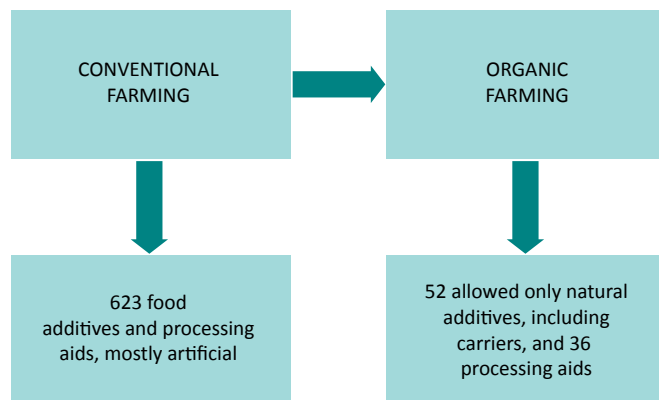 CONVENTIONAL
FARMING
ORGANIC
FARMING
623 food
additives and processing
aids, mostly artificial
52 allowed only natural
additives, including
carriers, and 36
processing aids